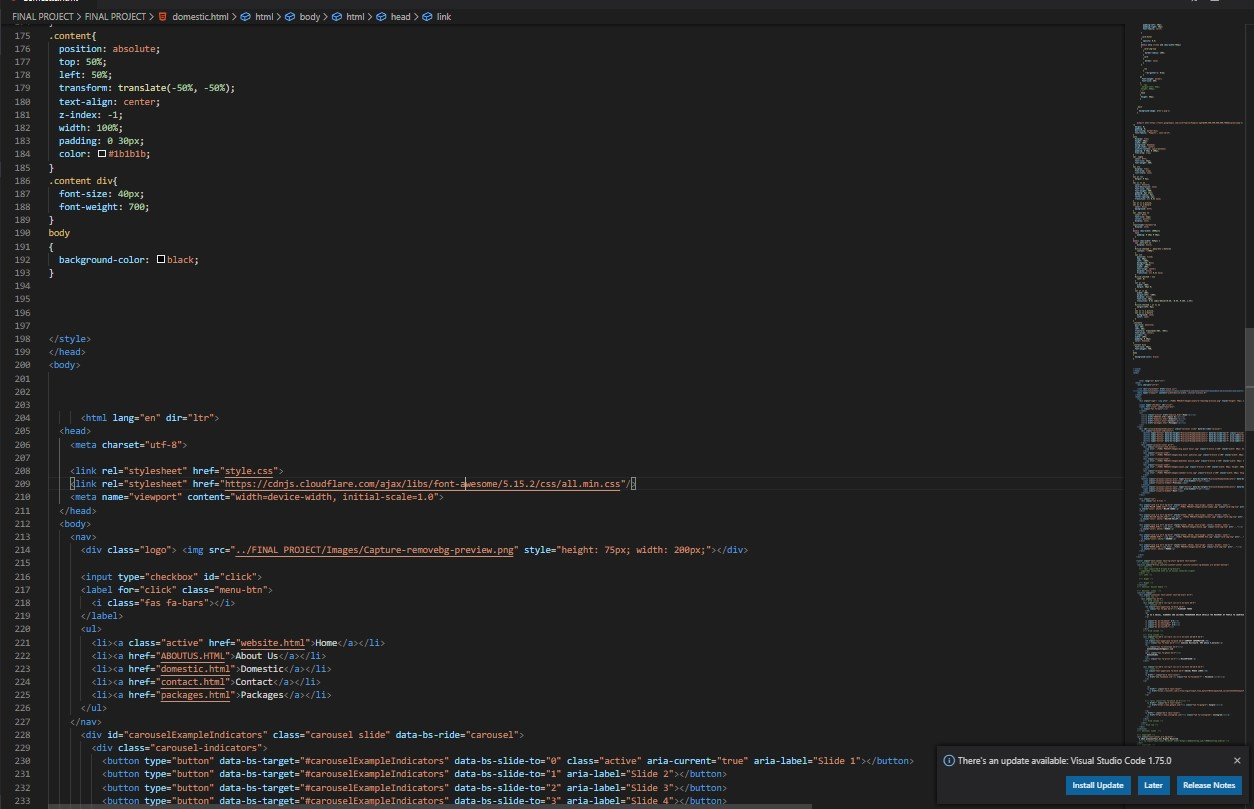 FINAL PROJECT > FINAL PROJECT > domestic.html > html > body > html > head > link
175 .content{
176 position: absolute;
177 top: 50%;
178 left: 50%;
179 transform: translate(-50%, -50%);
180 text-align: center;
181 z-index: -1;
182 width: 100%;
183 padding: 0 30px;
184 color: #1b1b1b;
185 }
186 .content div{
187 font-size: 40px;
188 font-weight: 700;
189 }
190 body
191 {
192 background-color: black;
193 }
194
195
196
197
198 </style>
199 </head>
200 <body>
201
202
203
204 <html lang="en" dir="ltr">
205 <head>
206 <meta charset="utf-8">
207
208 <link rel="stylesheet" href="style.css">
209 <link rel="stylesheet" href="https://cdnjs.cloudflare.com/ajax/libs/font-awesome/5.15.2/css/all.min.css"/>
210 <meta name="viewport" content="width=device-width, initial-scale=1.0">
211 </head>
212 <body>
213 <nav>
214 <div class="logo"> <img src="../FINAL PROJECT/Images/Capture-removebg-preview.png" style="height: 75px; width: 200px;"></div>
215
216 <input type="checkbox" id="click">
217 <label for="click" class="menu-btn">
218 <i class="fas fa-bars"></i>
219 </label>
220 <ul>
221 <li><a class="active" href="website.html">Home</a></li>
222 <li><a href="ABOUTUS.HTML">About Us</a></li>
223 <li><a href="domestic.html">Domestic</a></li>
224 <li><a href="contact.html">Contact</a></li>
225 <li><a href="packages.html">Packages</a></li>
226 </ul>
227 </nav>
228 <div id="carouselExampleIndicators" class="carousel slide" data-bs-ride="carousel">
229 <div class="carousel-indicators">
230 <button type="button" data-bs-target="#carouselExampleIndicators" data-bs-slide-to="0" class="active" aria-current="true" aria-label="Slide 1"></button>
231 <button type="button" data-bs-target="#carouselExampleIndicators" data-bs-slide-to="1" aria-label="Slide 2"></button>
232 <button type="button" data-bs-target="#carouselExampleIndicators" data-bs-slide-to="2" aria-label="Slide 3"></button>
233 <button type="button" data-bs-target="#carouselExampleIndicators" data-bs-slide-to="3" aria-label="Slide 4"></button>
There's an update available: Visual Studio Code 1.75.0
Install Update
Later
Release Notes